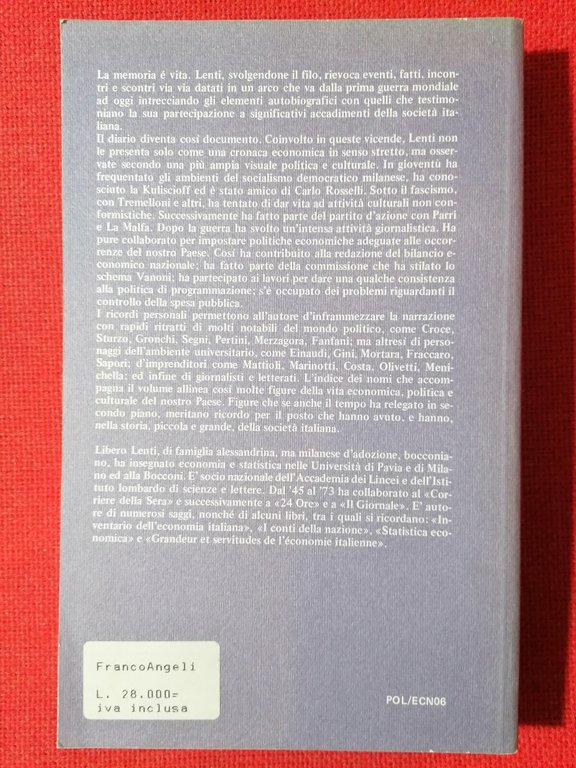 La memoria é vita. Lenti, svolgendone il filo, rievoca eventi, fatti, incon-
tri e scontri via via datati in un arco che va dalla prima guerra mondiale
ad oggi intrecciando gli elementi autobiografici con quelli che testimo-
niano la sua partecipazione a significativi accadimenti della società ita-
liana.
Il diario diventa cosí documento. Coinvolto in queste vicende, Lenti non
le presenta solo come una cronaca economica in senso stretto, ma osser-
vate secondo una più ampia visuale politica e culturale. In gioventù ha
frequentato gli ambienti del socialismo democratico milanese, ha cono-
sciuto la Kuliscioff ed è stato amico di Carlo Rosselli. Sotto il fascismo,
con Tremelloni e altri, ha tentato di dar vita ad attività culturali non con-
formistiche. Successivamente ha fatto parte del partito d'azione con Parri
e La Malfa. Dopo la guerra ha svolto un'intensa attività giornalistica. Ha
pure collaborato per impostare politiche economiche adeguate alle occor-
renze del nostro Paese. Cosí ha contribuito alla redazione del bilancio e-
conomico nazionale; ha fatto parte della commissione che ha stilato lo
schema Vanoni; ha partecipato ai lavori per dare una qualche consistenza
alla politica di programmazione; s'è occupato dei problemi riguardanti il
controllo della spesa pubblica.
I ricordi personali permettono all'autore d'inframmezzare la narrazione
con rapidi ritratti di molti notabili del mondo politico, come Croce,
Sturzo, Gronchi, Segni, Pertini, Merzagora, Fanfani; ma altresí di perso-
naggi dell'ambiente universitario, come Einaudi, Gini, Mortara, Fraccaro,
Sapori; d'imprenditori come Mattioli, Marinotti, Costa, Olivetti, Meni-
chella: ed infine di giornalisti e letterati. L'indice dei nomi che accom-
pagna il volume allinea cosí molte figure della vita economica, politica e
culturale del nostro Paese. Figure che se anche il tempo ha relegato in se-
condo piano, meritano ricordo per il posto che hanno avuto, e hanno,
nella storia, piccola e grande, della società italiana.
Libero Lenti, di famiglia alessandrina, ma milanese d'adozione, bocconia-
no, ha insegnato economia e statistica nelle Università di Pavia e di Mila-
no ed alla Bocconi. E' socio nazionale dell'Accademia dei Lincei e dell'Isti-
tuto lombardo di scienze e lettere. Dal '45 al '73 ha collaborato al «Cor-
riere della Sera» e successivamente a «24 Ore» e a «Il Giornale». E' auto-
re di numerosi saggi, nonché di alcuni libri, tra i quali si ricordano: «In-
ventario dell'economia italiana», «I conti della nazione», «Statistica eco-
nomica» e «Grandeur et servitudes de l'économie italienne».
FrancoAngeli
L. 28.000=
iva inclusa
POL/ECN06